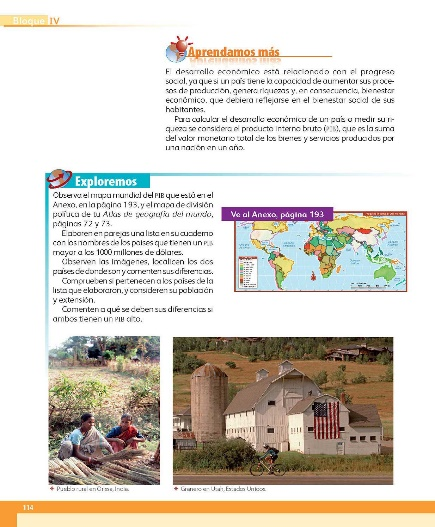 Bloque IV
Aprendamos más
El desarrollo económico está relacionado con el progreso
social, ya que si un país tiene la capacidad de aumentar sus proce-
sos de producción, genera riquezas y, en consecuencia, bienestar
económico, que debiera reflejarse en el bienestar social de sus
habitantes.
Para calcular el desarrollo económico de un país o medir su ri-
queza se considera el producto interno bruto (PIB), que es la suma
del valor monetario total de los bienes y servicios producidos por
una nación en un año.
Exploremos
Observa el mapa mundial del PIB que está en el
Anexo, en la página 193, y el mapa de división
política de tu Atlas de geografía del mundo,
páginas 72 y 73.
Elaboren en parejas una lista en su cuaderno
con los nombres de los países que tienen un PIB
mayor a los 1000 millones de dólares.
Observen las imágenes, localicen los dos
países de donde son y comenten sus diferencias.
Comprueben si pertenecen a los países de la
lista que elaboraron, y consideren su población
y extensión.
Comenten a qué se deben sus diferencias si
ambos tienen un PIB alto.
Ve al Anexo, página 193
Pueblo rural en Orissa, India.
Granero en Utah, Estados Unidos.
114